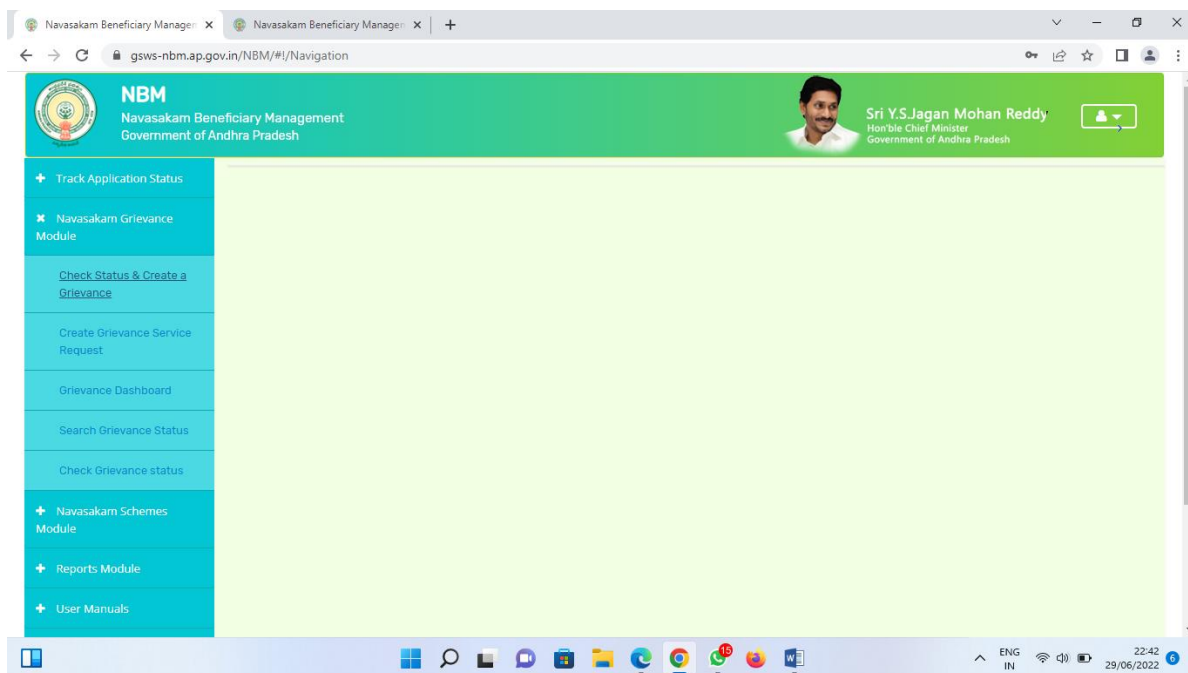 Navasakam Beneficiary Managen
Navasakam Beneficiary Managen
gsws-nbm.ap.gov.in/NBM/#!/Navigation
NBM
Navasakam Beneficiary Management
Government of Andhra Pradesh
Sri Y.S.Jagan Mohan Reddy
Hon'ble Chief Minister
Government of Andhra Pradesh
Track Application Status
Navasakam Grievance
Module
Check Status & Create a
Grievance
Create Grievance Service
Request
Grievance Dashboard
Search Grievance Status
Check Grievance status
Navasakam Schemes
Module
Reports Module
User Manuals
15
W
ENG
IN
22:42
29/06/2022
6